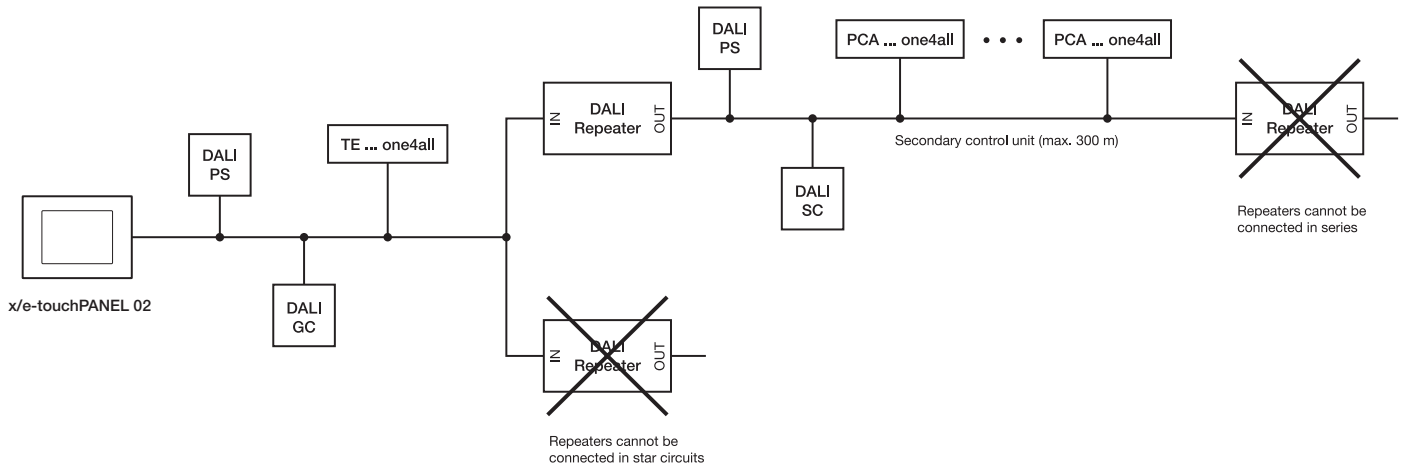 DALI
PS
PCA ... one4all
• • •
PCA ... one4all
IN
DALI
Repeater
OUT
IN
DALI
Repeater
OUT
TE ... one4all
DALI
PS
Secondary control unit (max. 300 m)
DALI
SC
Repeaters cannot be
connected in series
x/e-touchPANEL 02
DALI
GC
IN
DALI
Repeater
OUT
Repeaters cannot be
connected in star circuits